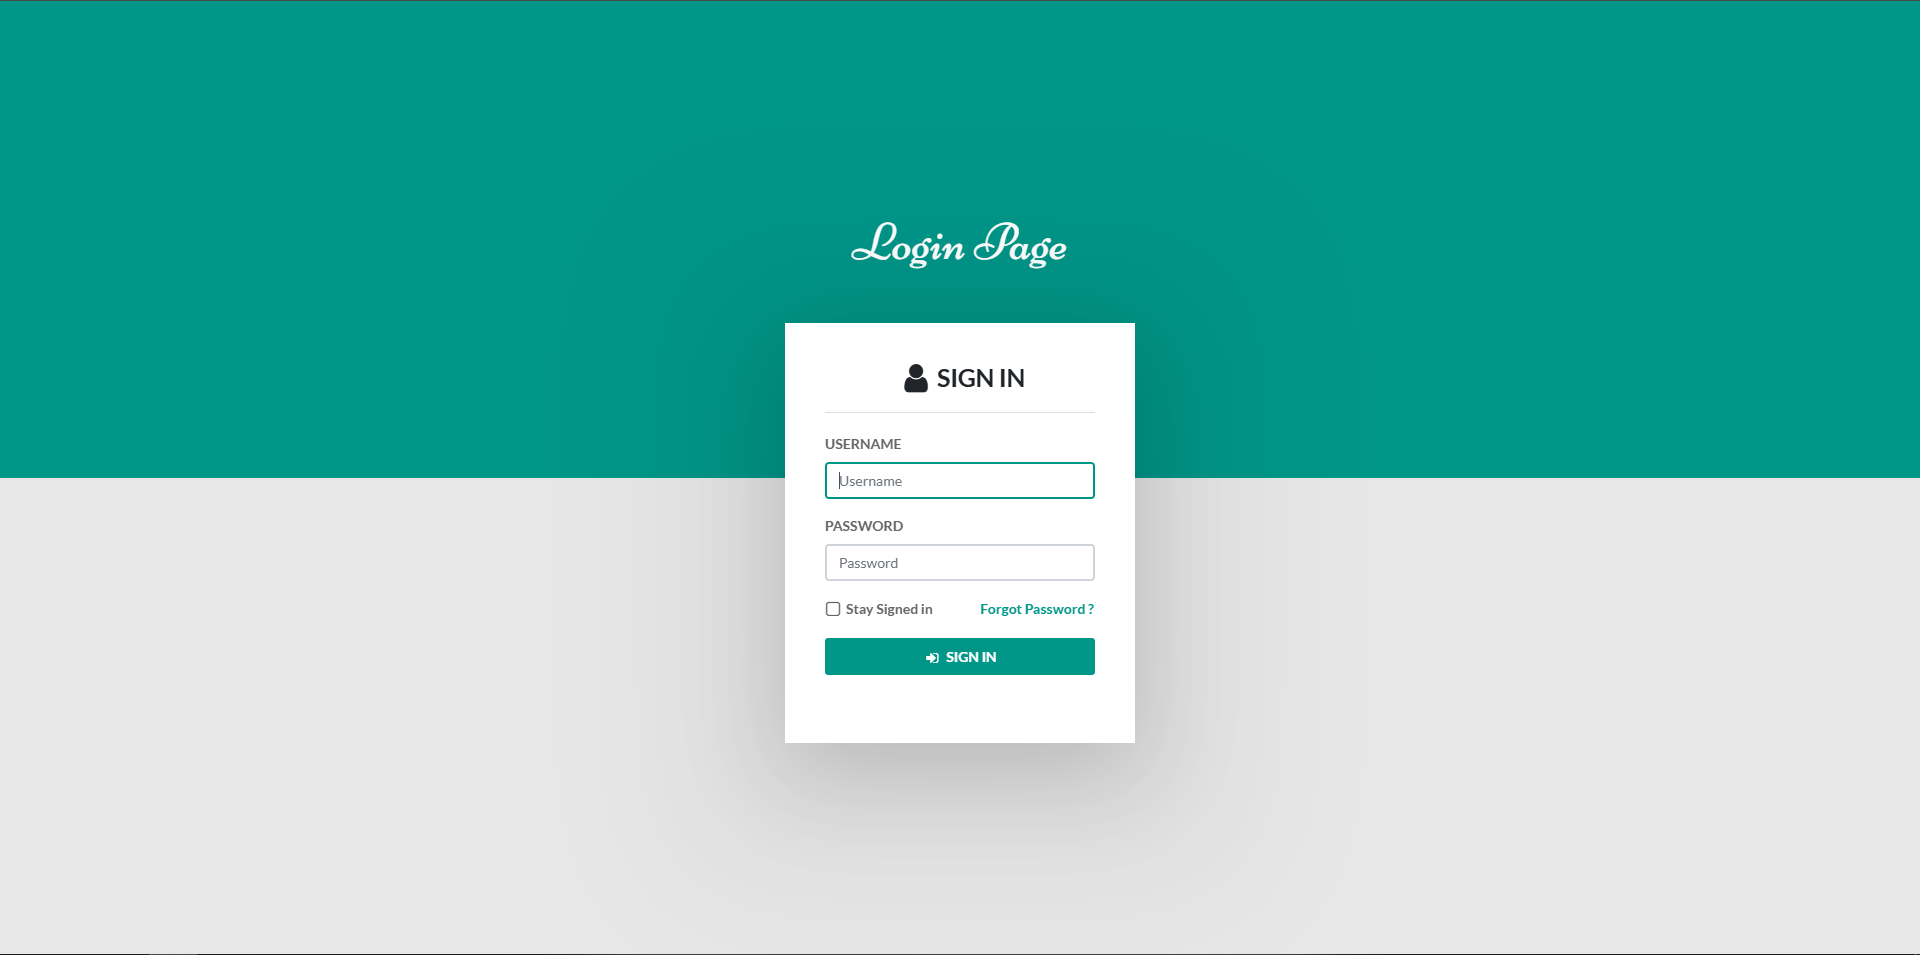 Login Page
SIGN IN
USERNAME
Username
PASSWORD
Password
Stay Signed in Forgot Password ?
SIGN IN